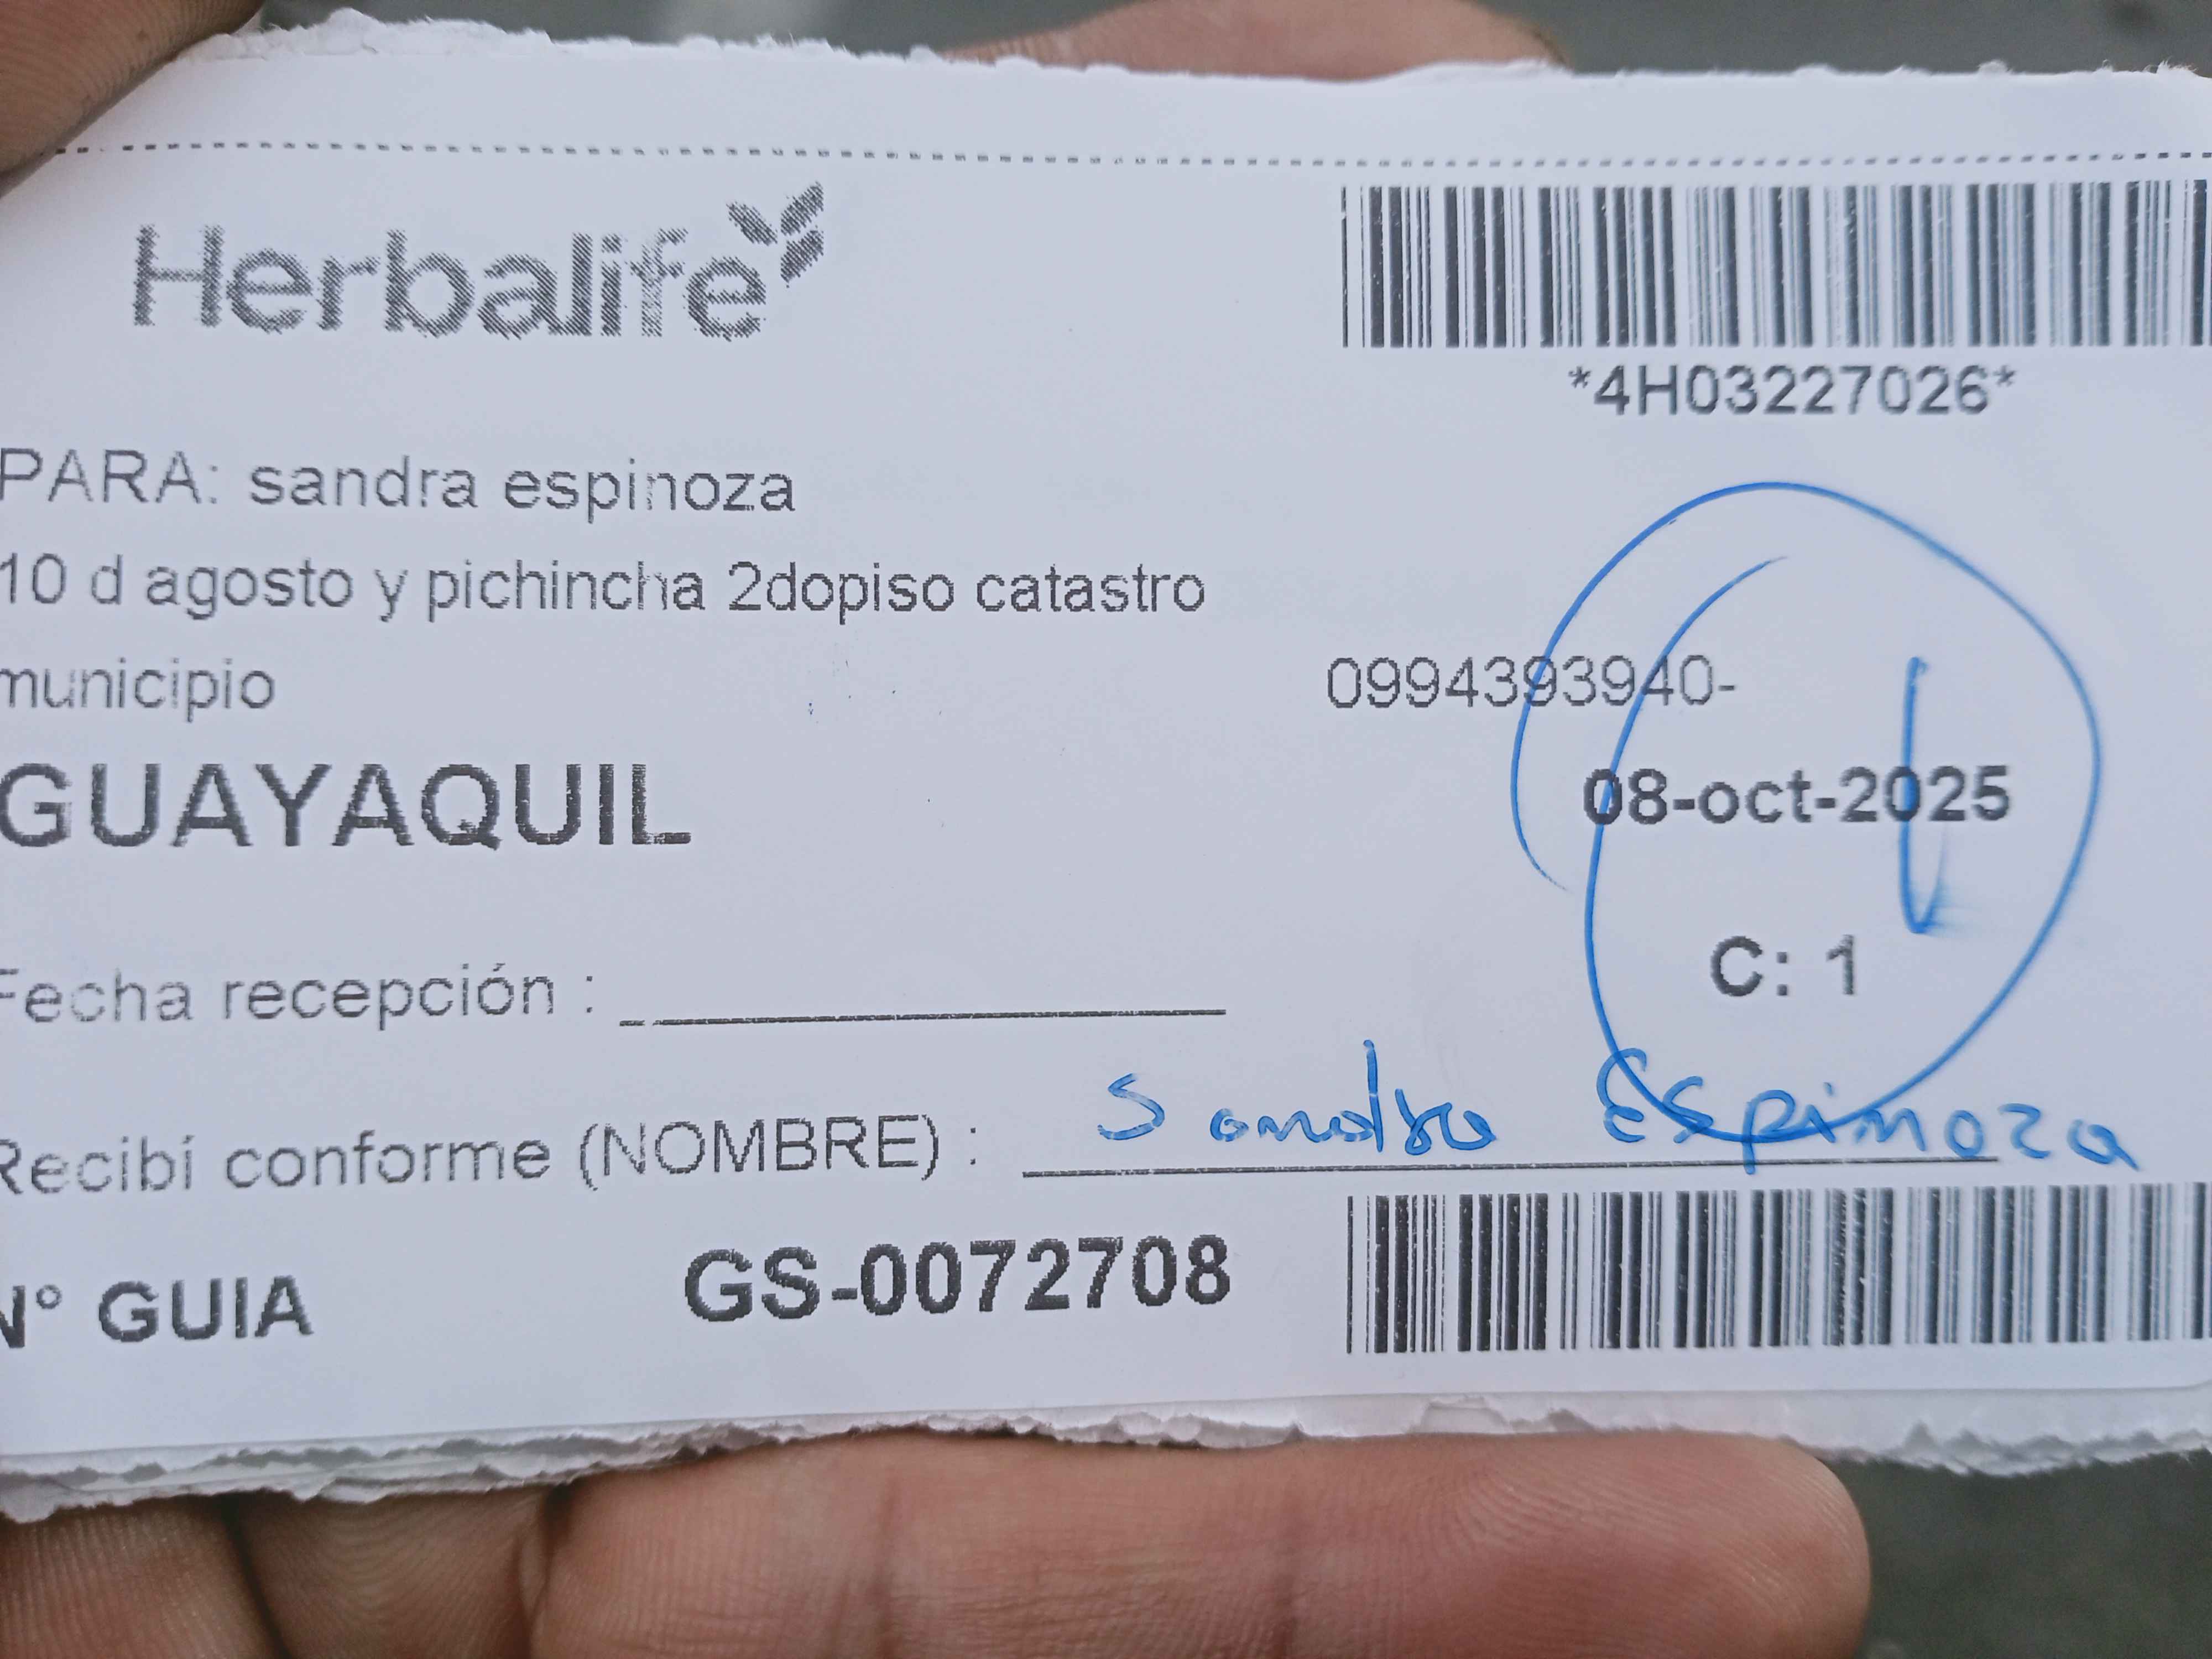 Herbalife
*4H03227026*
PARA: sandra espinoza
10 d agosto y pichincha 2dopiso catastro
municipio
0994393940-
GUAYAQUIL
08-oct-2025
C: 1
Fecha recepción :
Recibí conforme (NOMBRE) : Sandra Espinoza
N° GUIA GS-0072708